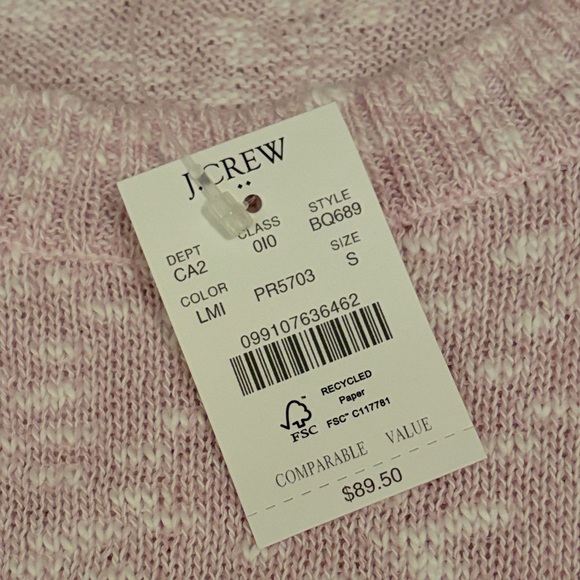 J.CREW
DEPT CLASS STYLE
CA2 0I0 BQ689
COLOR SIZE
LMI PR5703 S
099107636462
RECYCLED
Paper
FSC FSC™ C117781
COMPARABLE VALUE
$89.50